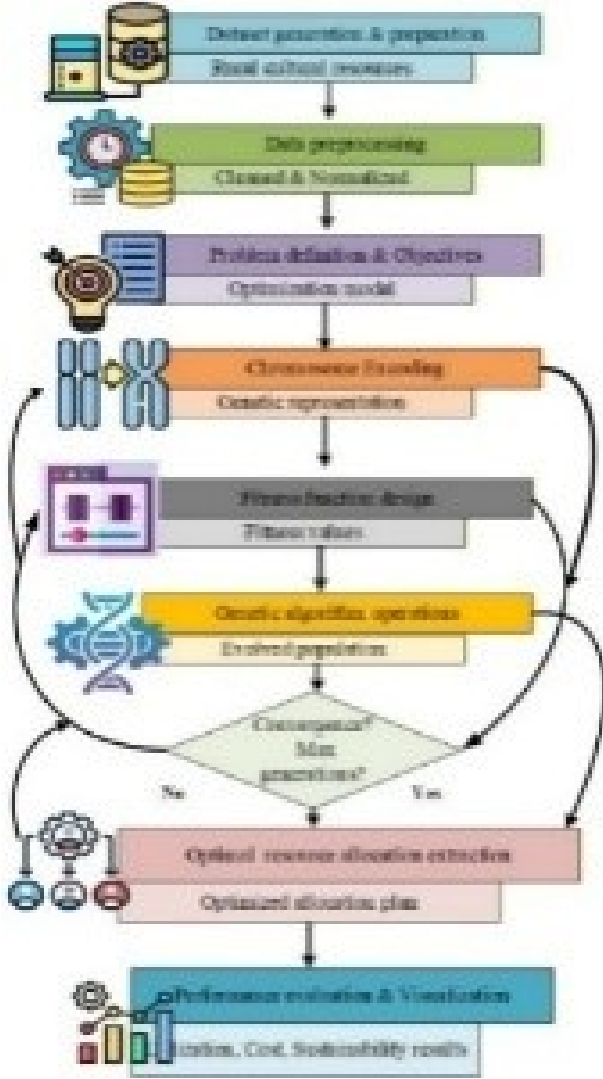 Dataset generation & preparation
Rural cultural resources
Data preprocessing
Cleaned & Normalized
Problem definition & Objectives
Optimization model
Chromosome Encoding
Genetic representation
Fitness function design
Fitness values
Genetic algorithm operations
Evolved population
Convergence?
Max
generations?
No
Yes
Optimal resource allocation extraction
Optimized allocation plan
Performance evaluation & Visualization
Cost, Sustainability results